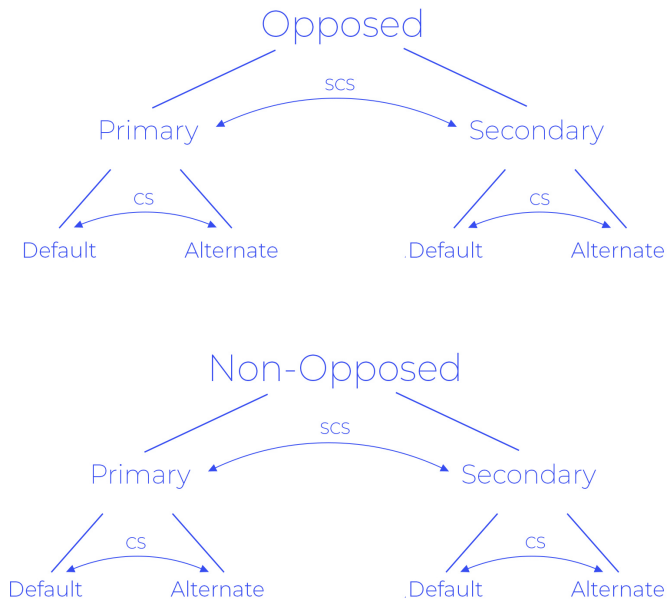 Opposed
SCS
Primary
Secondary
CS
CS
Default
Alternate
.Default
Alternate
Non-Opposed
SCS
Primary
Secondary
CS
CS
Default
Alternate
.Default
Alternate